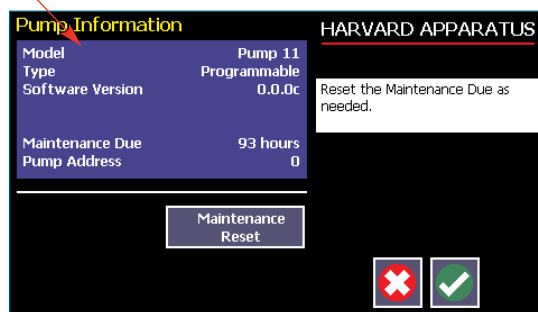 Pump Information
HARVARD APPARATUS
Model Pump 11
Type Programmable
Software Version 0.0.0c
Maintenance Due 93 hours
Pump Address 0
Reset the Maintenance Due as
needed.
Maintenance
Reset